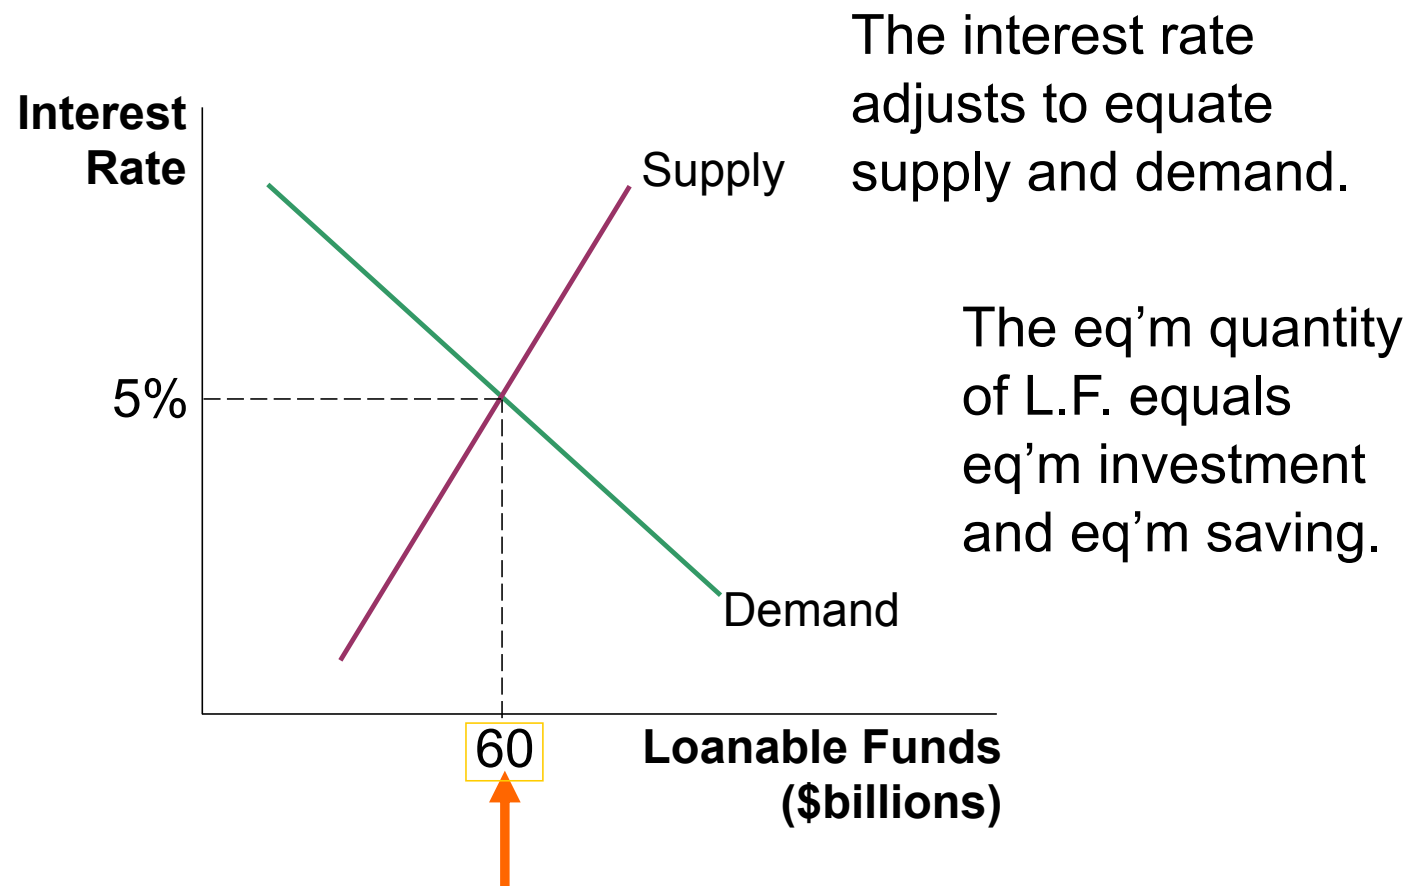 The interest rate
adjusts to equate
supply and demand.
Interest
Rate
Supply
The eq’m quantity
of L.F. equals
eq’m investment
and eq’m saving.
5%
Demand
60
Loanable Funds
($billions)